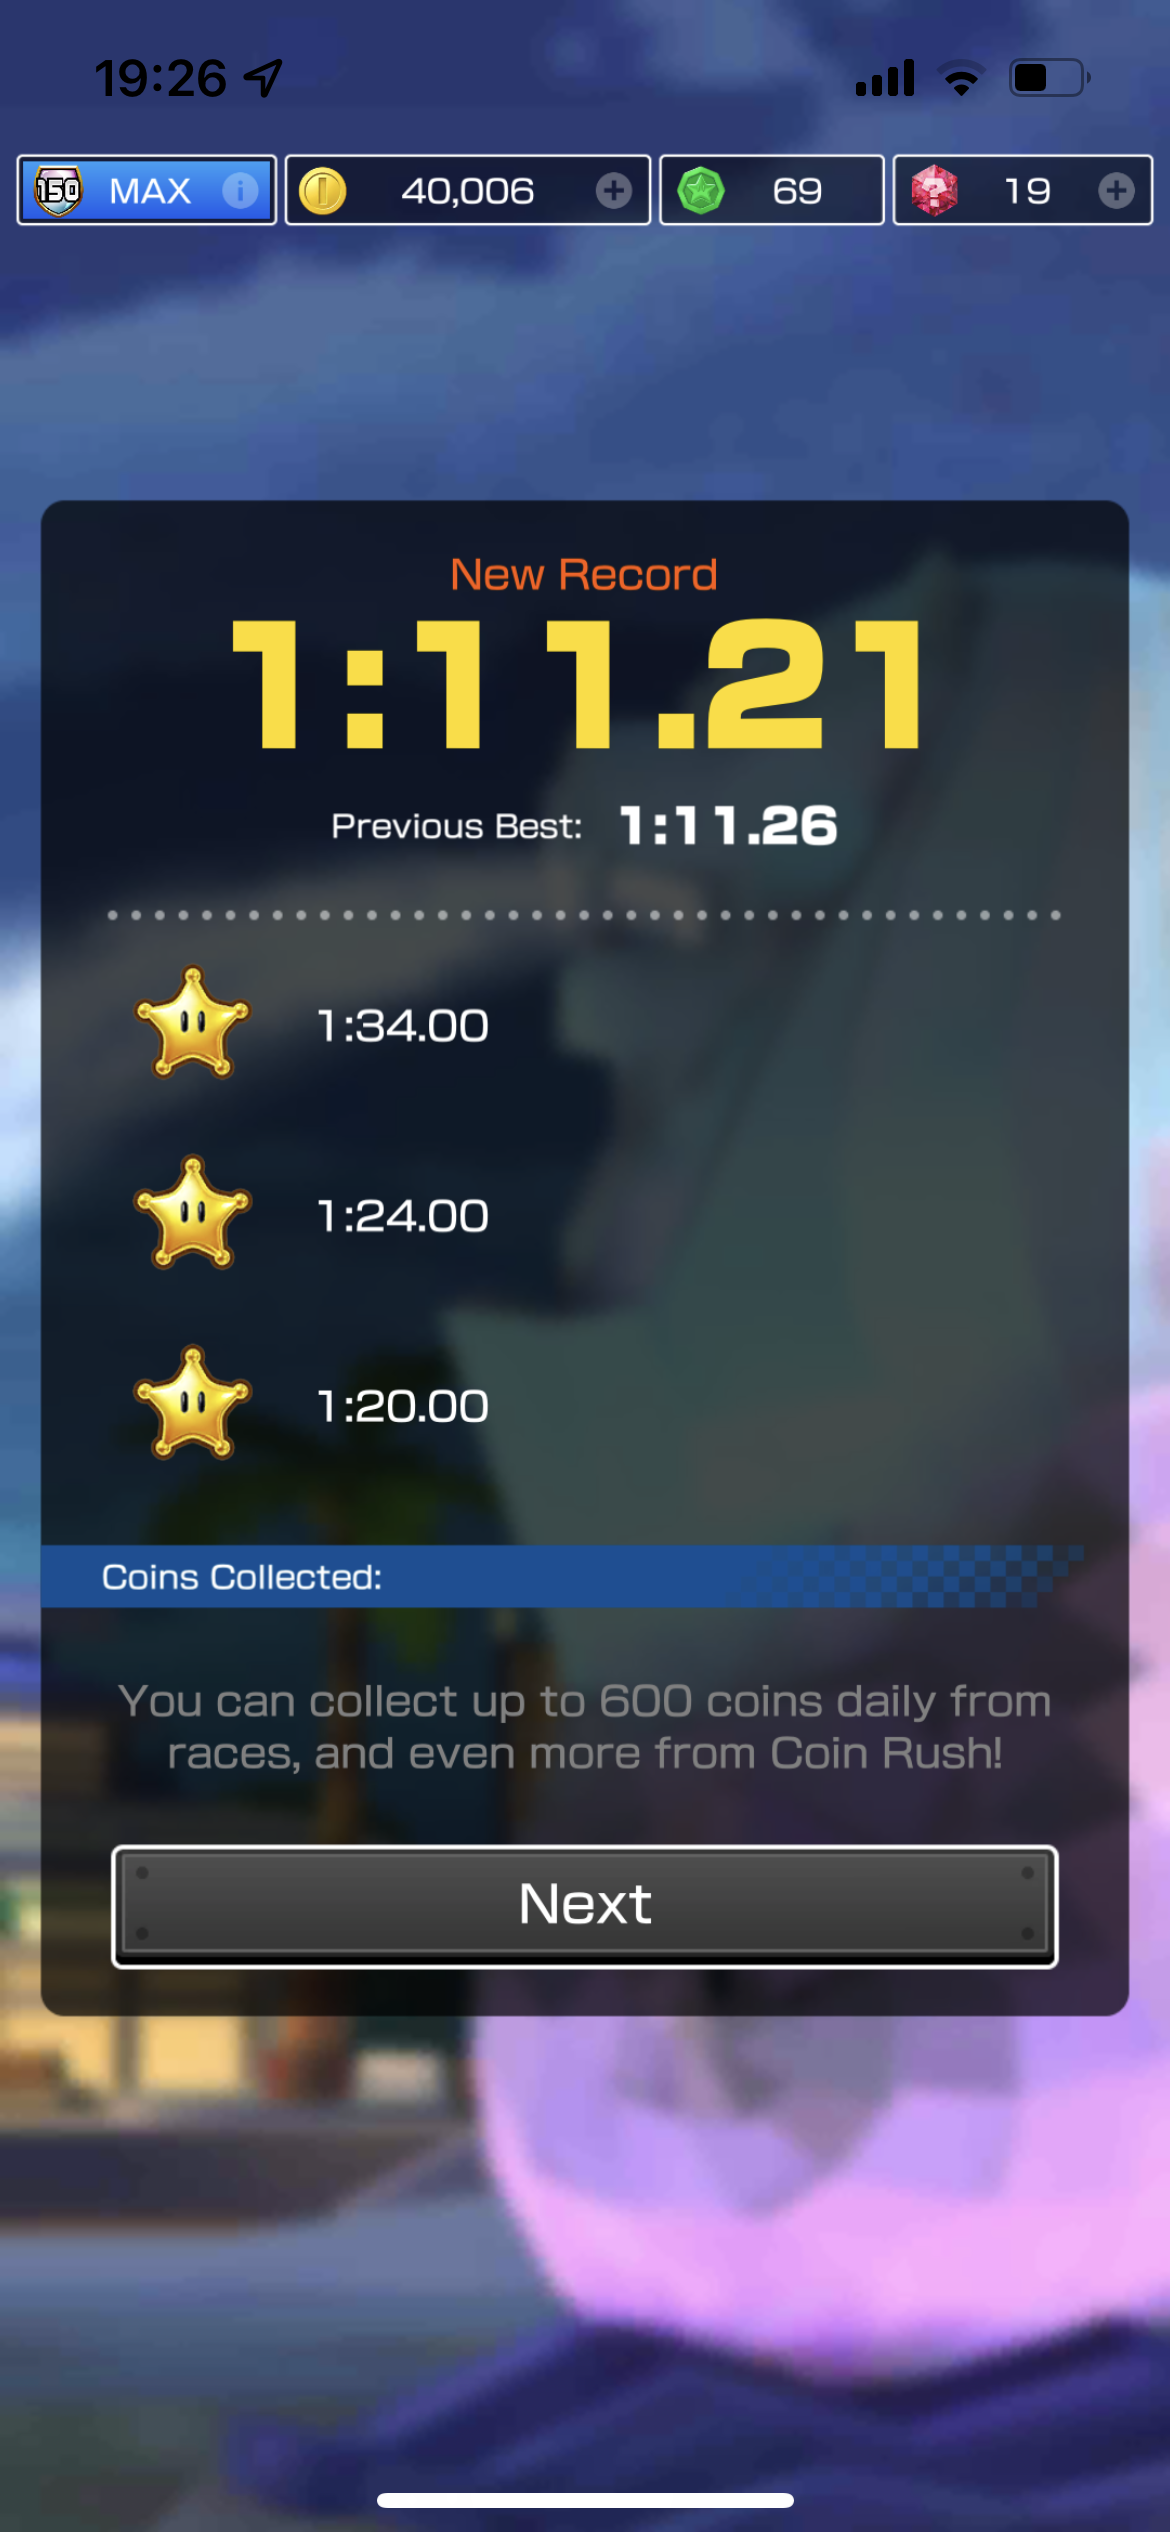 19:26
150 MAX i 40,006 + 69 ? 19 +
New Record
1:11.21
Previous Best: 1:11.26
1:34.00
1:24.00
1:20.00
Coins Collected:
You can collect up to 600 coins daily from
races, and even more from Coin Rush!
Next